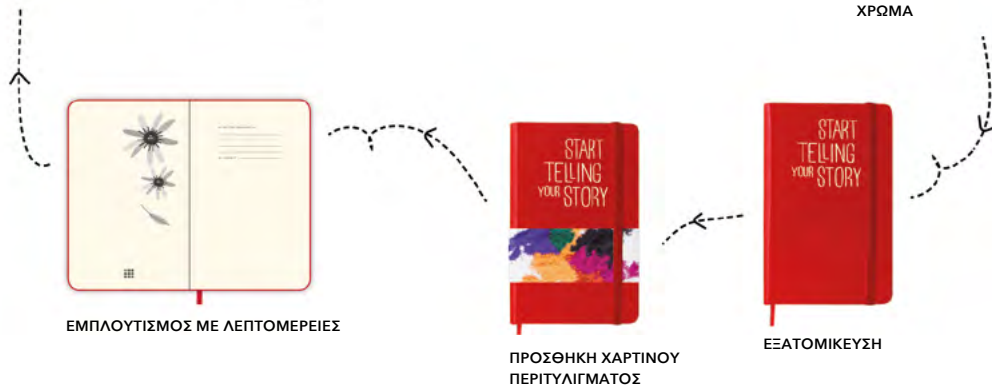 ΧΡΩΜΑ
START
TELLING
YOUR STORY
START
TELLING
YOUR STORY
ΕΜΠΛΟΥΤΙΣΜΟΣ ΜΕ ΛΕΠΤΟΜΕΡΕΙΕΣ
ΠΡΟΣΘΗΚΗ ΧΑΡΤΙΝΟΥ
ΠΕΡΙΤΥΛΙΓΜΑΤΟΣ
ΕΞΑΤΟΜΙΚΕΥΣΗ